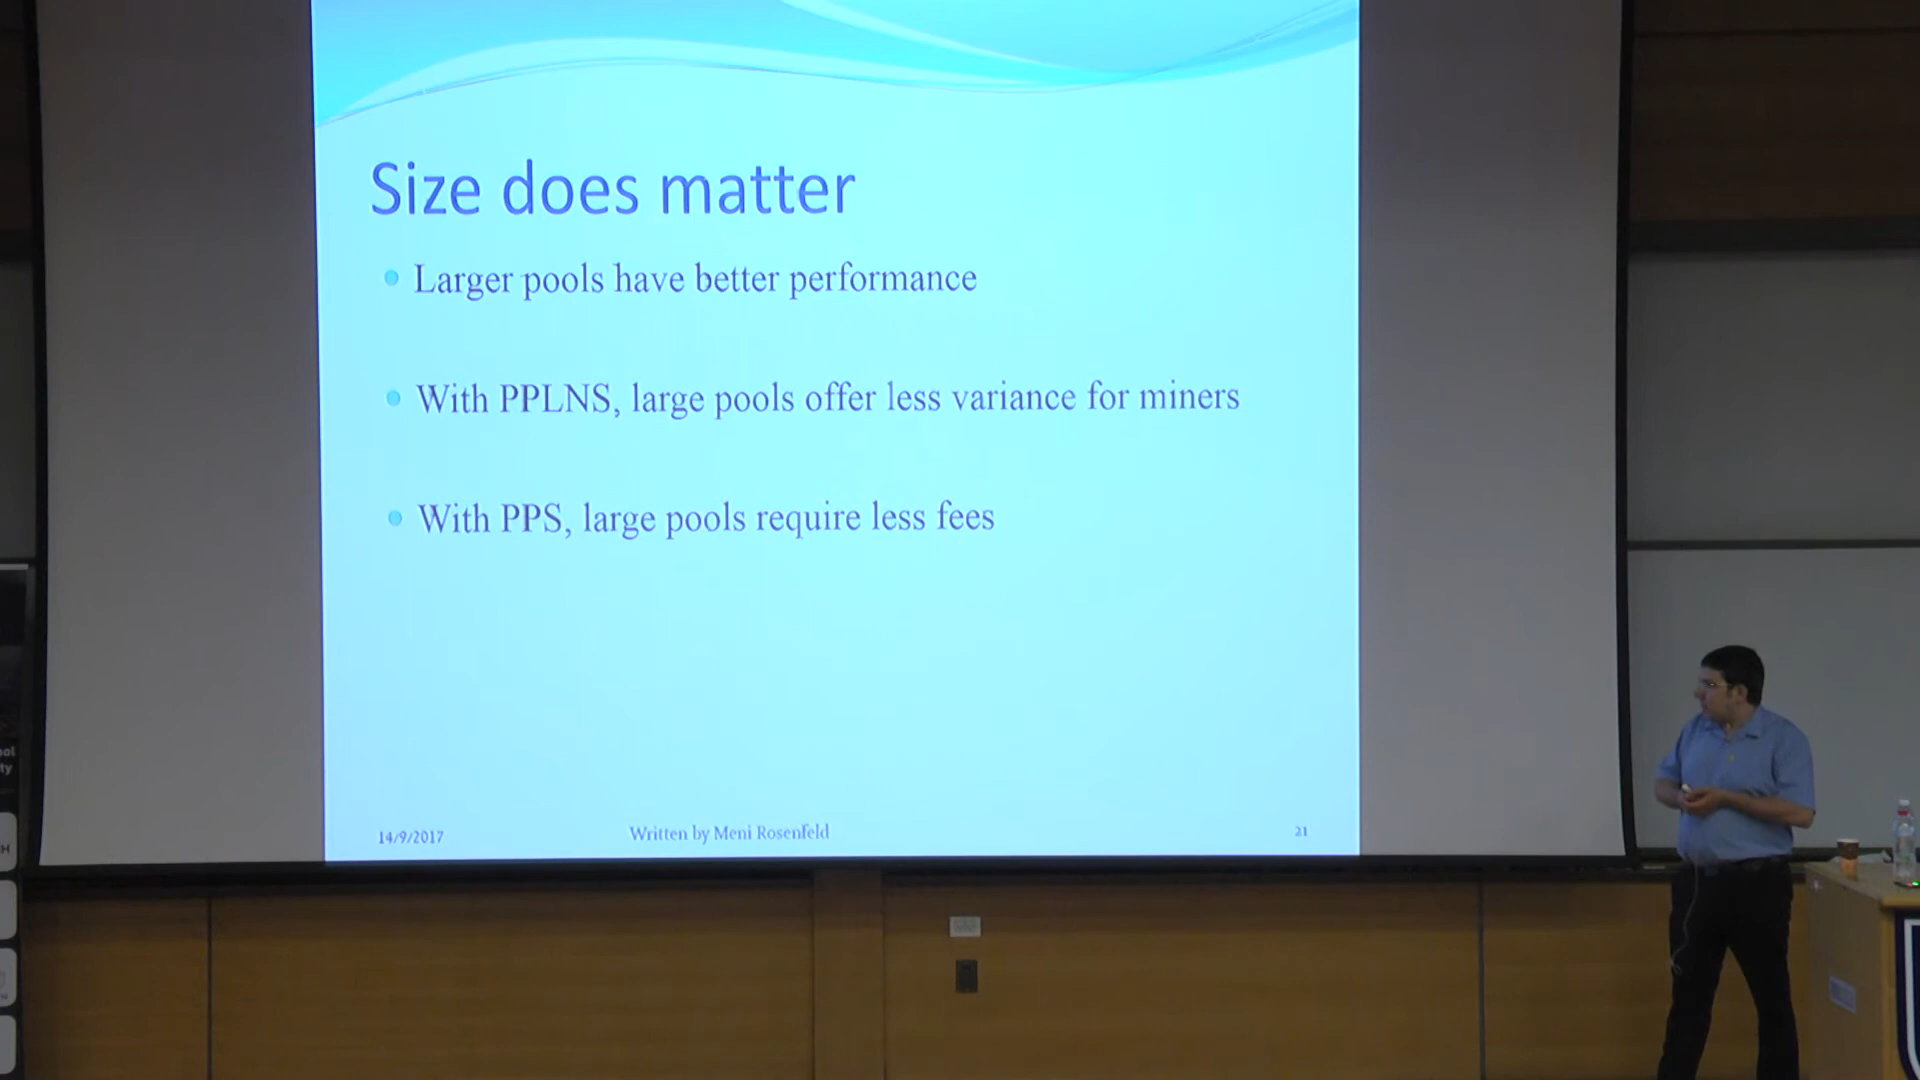 Size does matter
Larger pools have better performance
With PPLNS, large pools offer less variance for miners
With PPS, large pools require less fees
14/9/2017
Written by Meni Rosenfeld
21